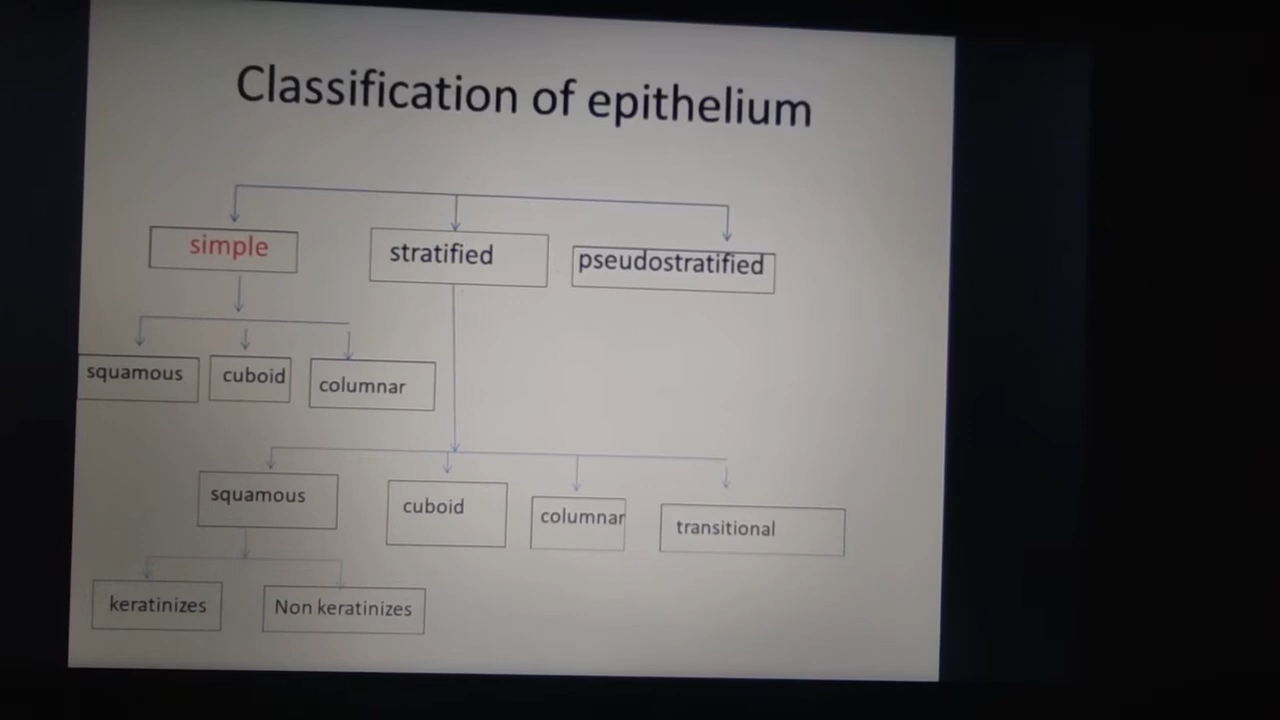 Classification of epithelium
simple
stratified
pseudostratified
squamous
cuboid
columnar
squamous
cuboid
columnar
transitional
keratinizes
Non keratinizes